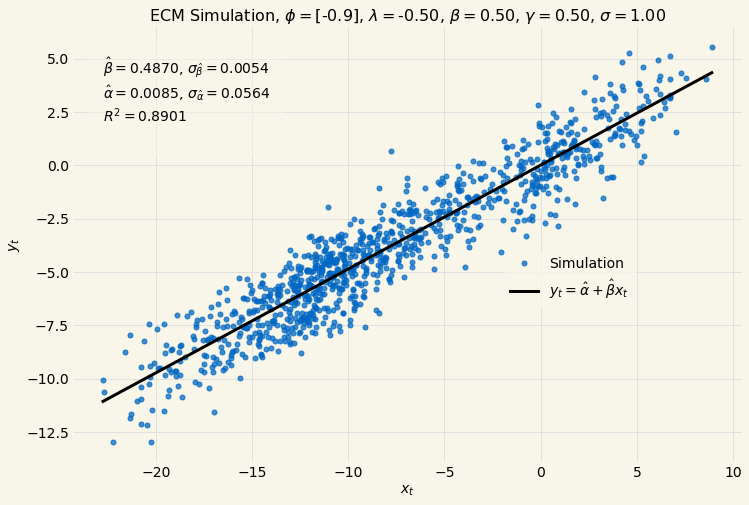 ECM Simulation, ϕ = [-0.9], λ = -0.50, β = 0.50, γ = 0.50, σ = 1.00
β̂ = 0.4870, σ_β̂ = 0.0054
α̂ = 0.0085, σ_α̂ = 0.0564
R² = 0.8901
5.0
2.5
0.0
−2.5
−5.0
−7.5
−10.0
−12.5
y_t
Simulation
y_t = α̂ + β̂x_t
−20 −15 −10 −5 0 5 10
x_t